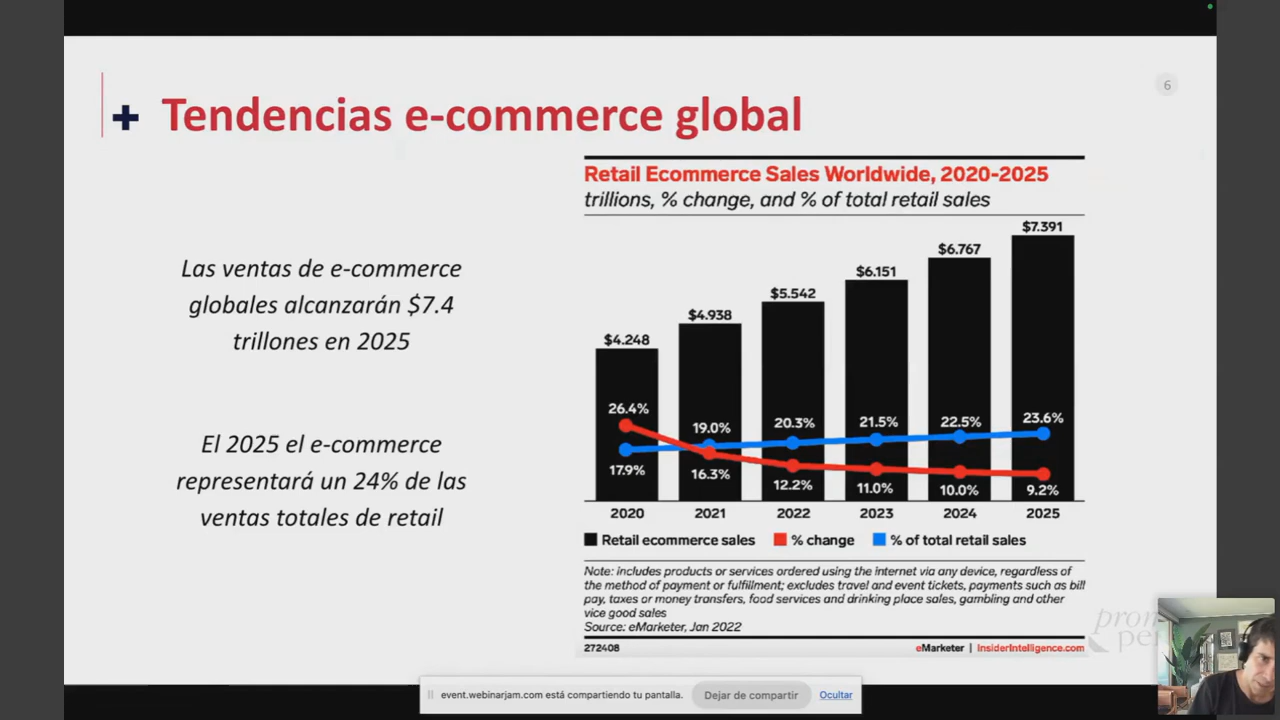 6
+ Tendencias e-commerce global
Las ventas de e-commerce
globales alcanzarán $7.4
trillones en 2025
El 2025 el e-commerce
representará un 24% de las
ventas totales de retail
Retail Ecommerce Sales Worldwide, 2020-2025
trillions, % change, and % of total retail sales
$4.248
$4.938
$5.542
$6.151
$6.767
$7.391
26.4%
19.0%
20.3%
21.5%
22.5%
23.6%
17.9%
16.3%
12.2%
11.0%
10.0%
9.2%
2020 2021 2022 2023 2024 2025
Retail ecommerce sales % change % of total retail sales
Note: includes products or services ordered using the internet via any device, regardless of
the method of payment or fulfillment; excludes travel and event tickets, payments such as bill
pay, taxes or money transfers, food services and drinking place sales, gambling and other
vice good sales
Source: eMarketer, Jan 2022
272408 eMarketer | InsiderIntelligence.com
event.webinarjam.com está compartiendo tu pantalla. Dejar de compartir Ocultar